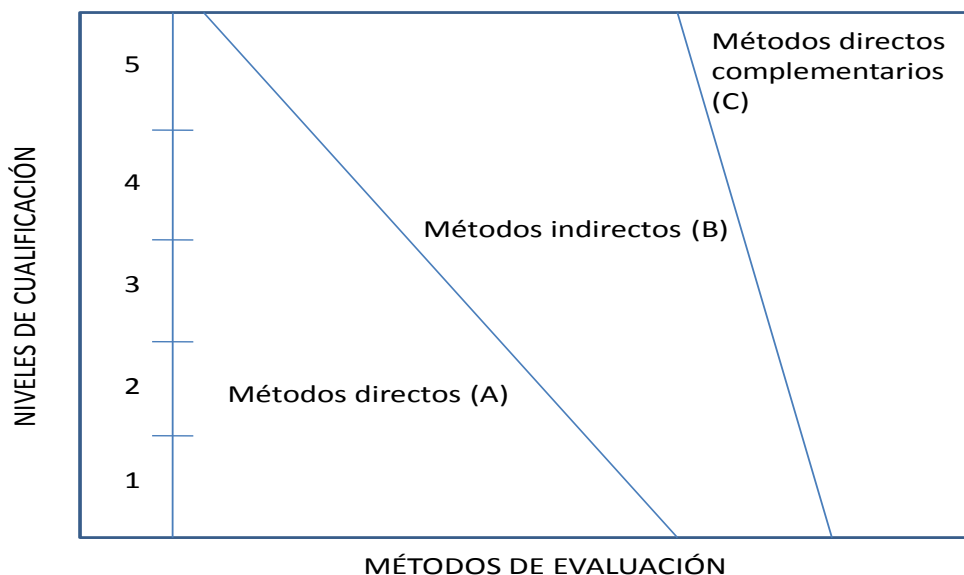 NIVELES DE CUALIFICACIÓN
5
4
3
2
1
Métodos directos
complementarios
(C)
Métodos indirectos (B)
Métodos directos (A)
MÉTODOS DE EVALUACIÓN